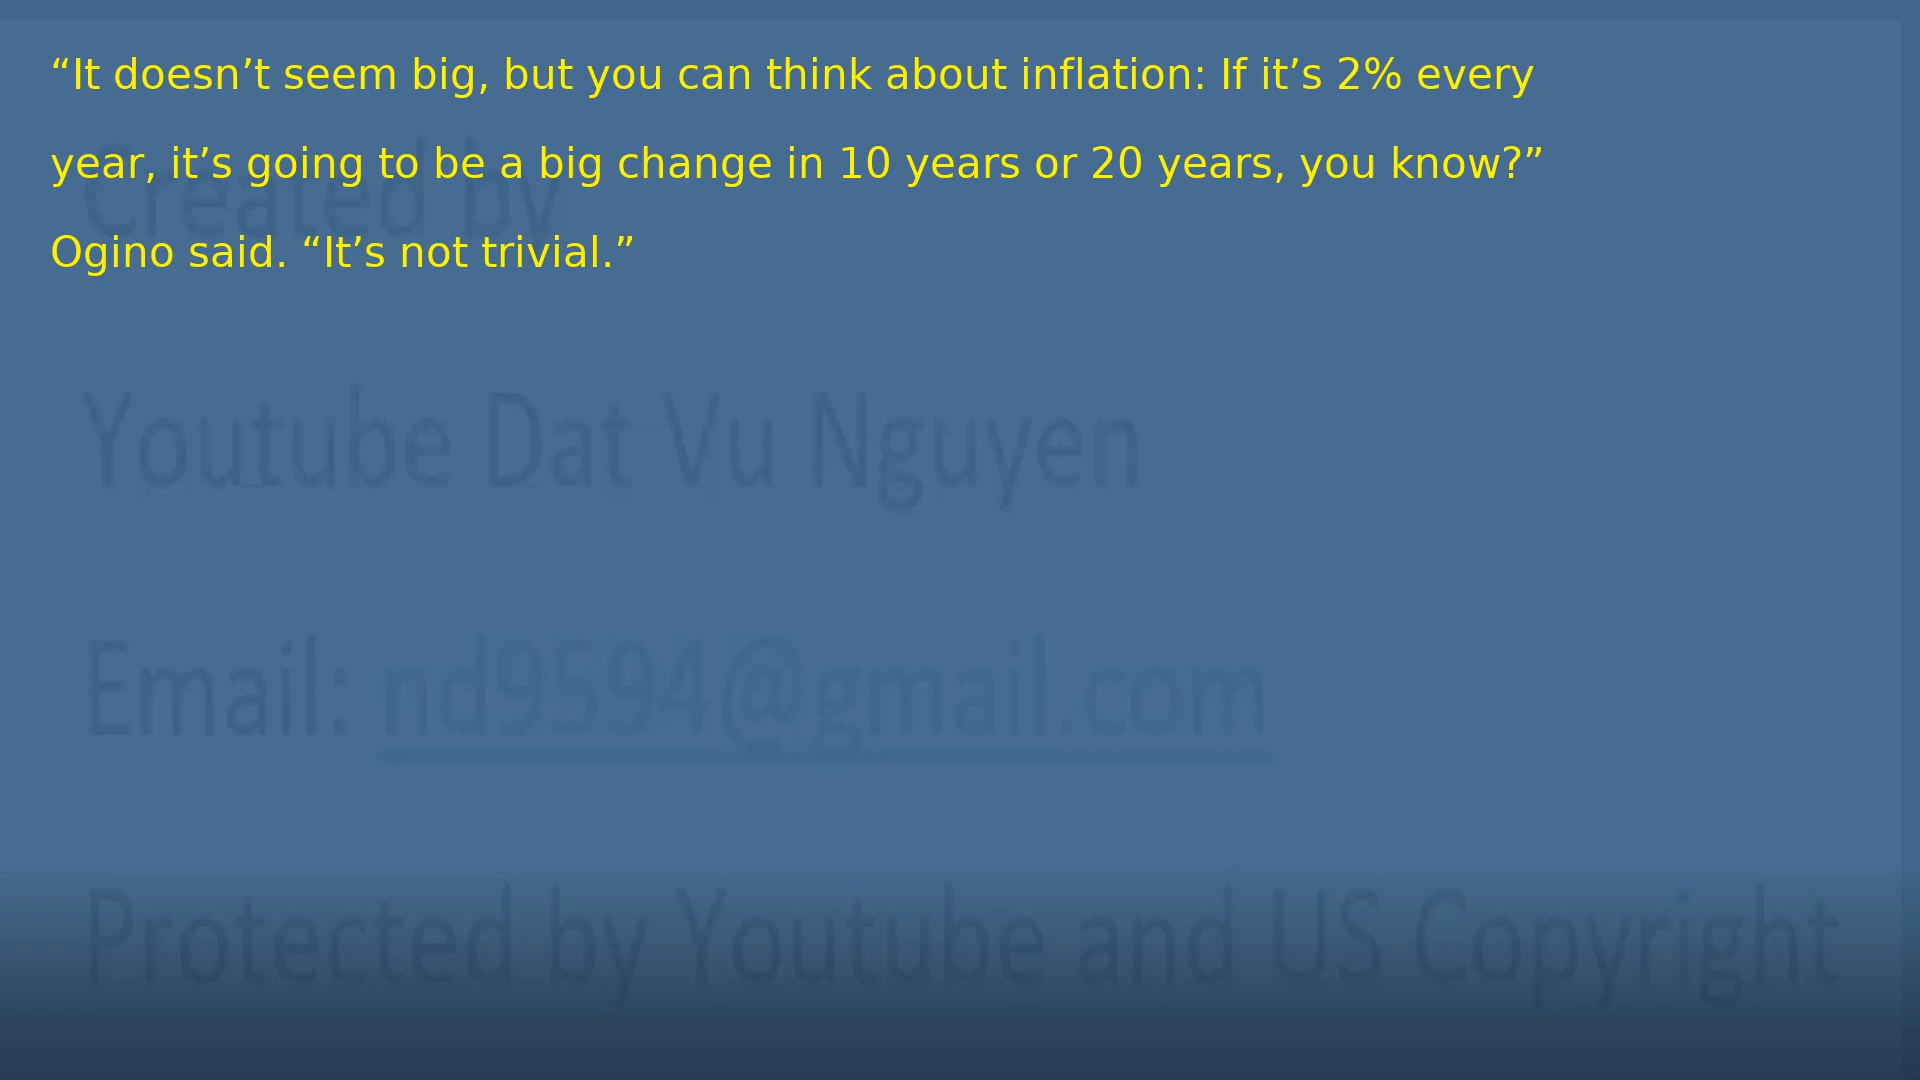 “It doesn’t seem big, but you can think about inflation: If it’s 2% every
year, it’s going to be a big change in 10 years or 20 years, you know?”
Created by
Ogino said. “It’s not trivial.”
Youtube Dat Vu Nguyen
Email: nd9594@gmail.com
Protected by Youtube and US Copyright